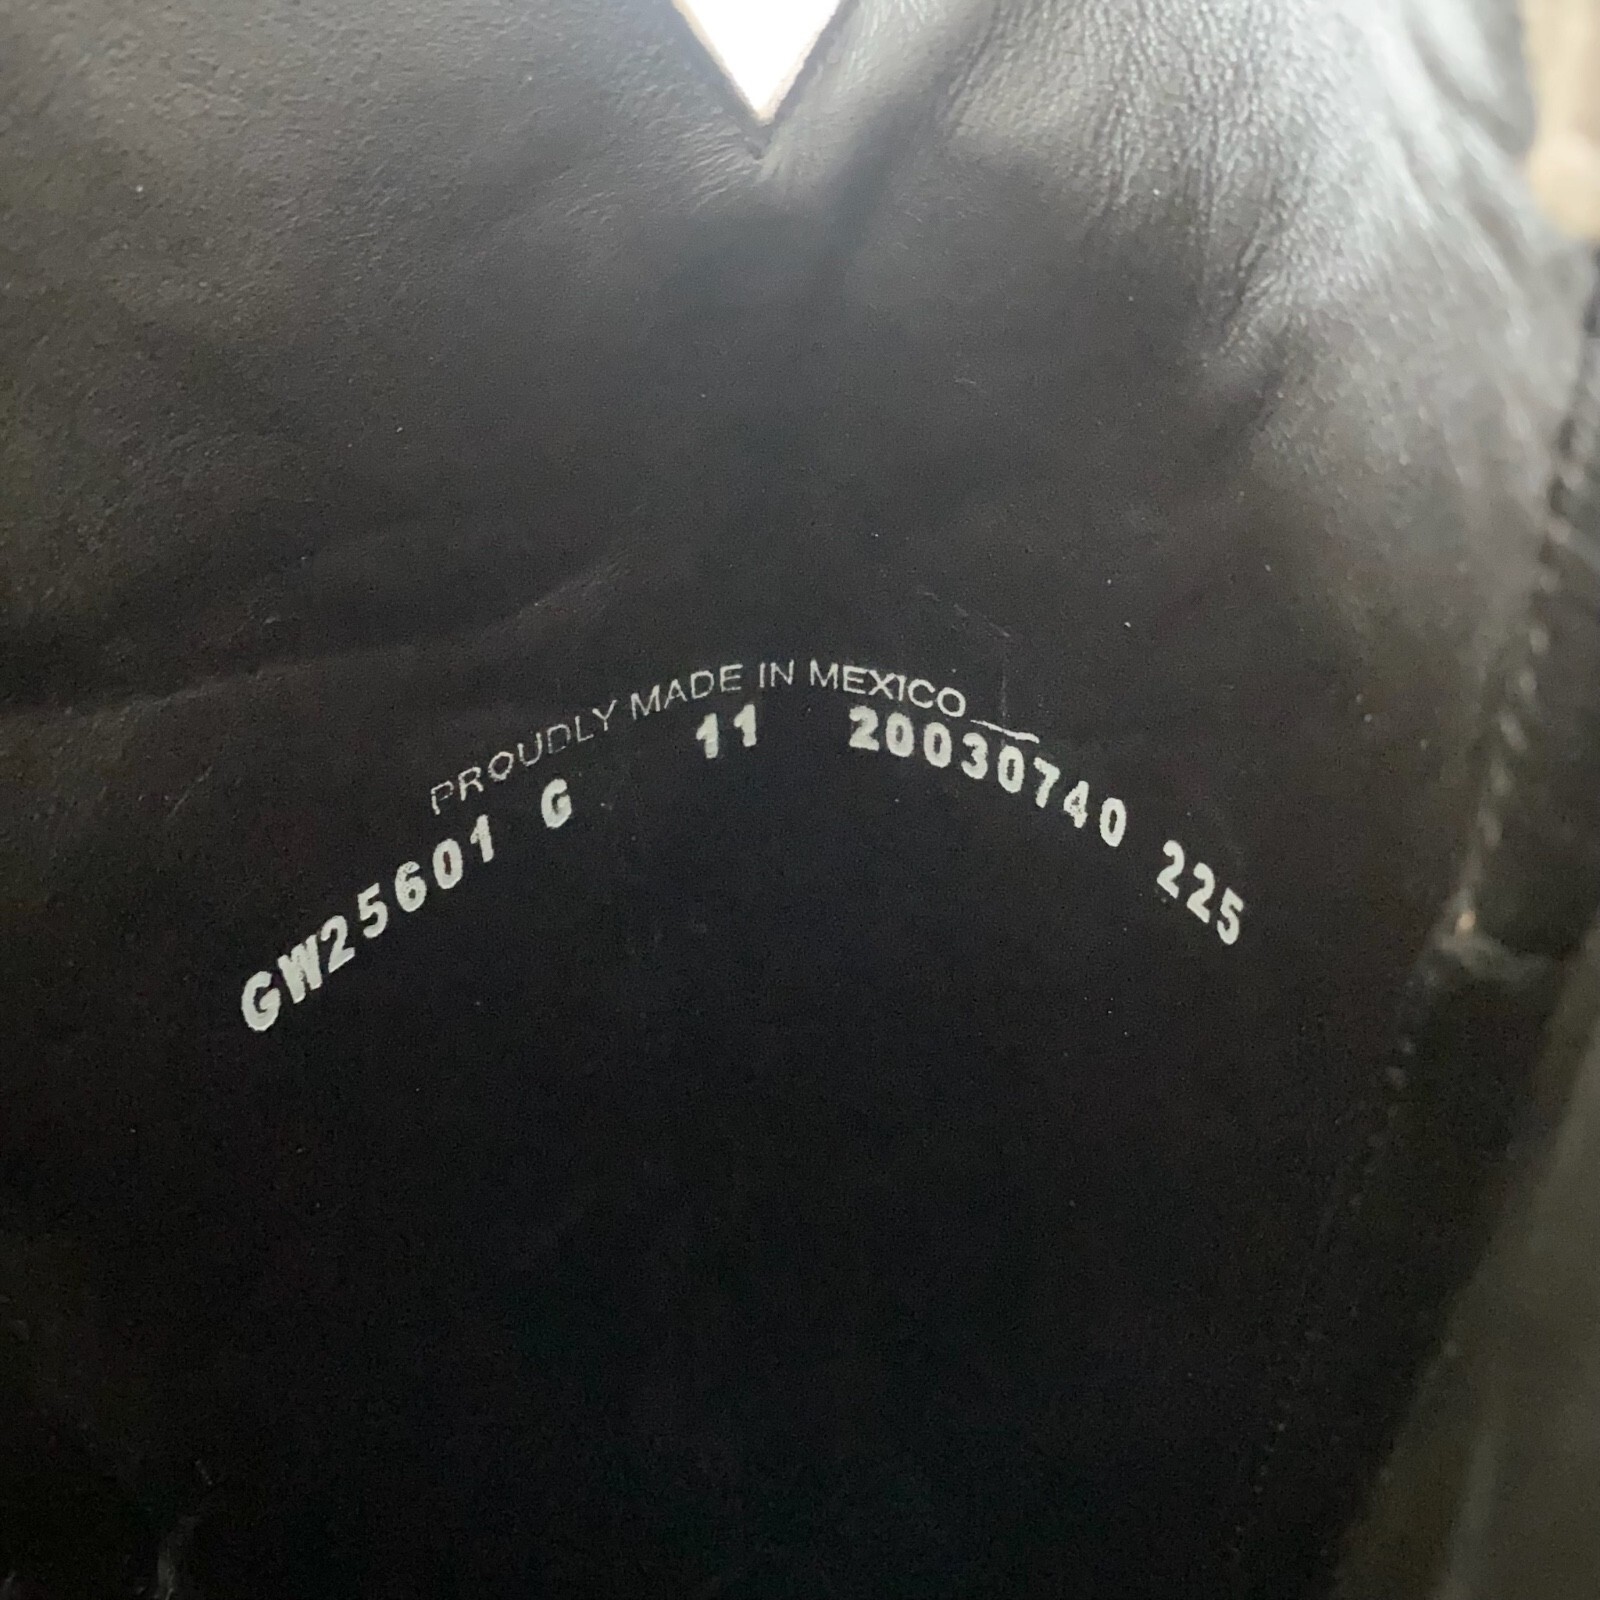 PROUDLY MADE IN MEXICO
GW25601 G 11 20030740 225